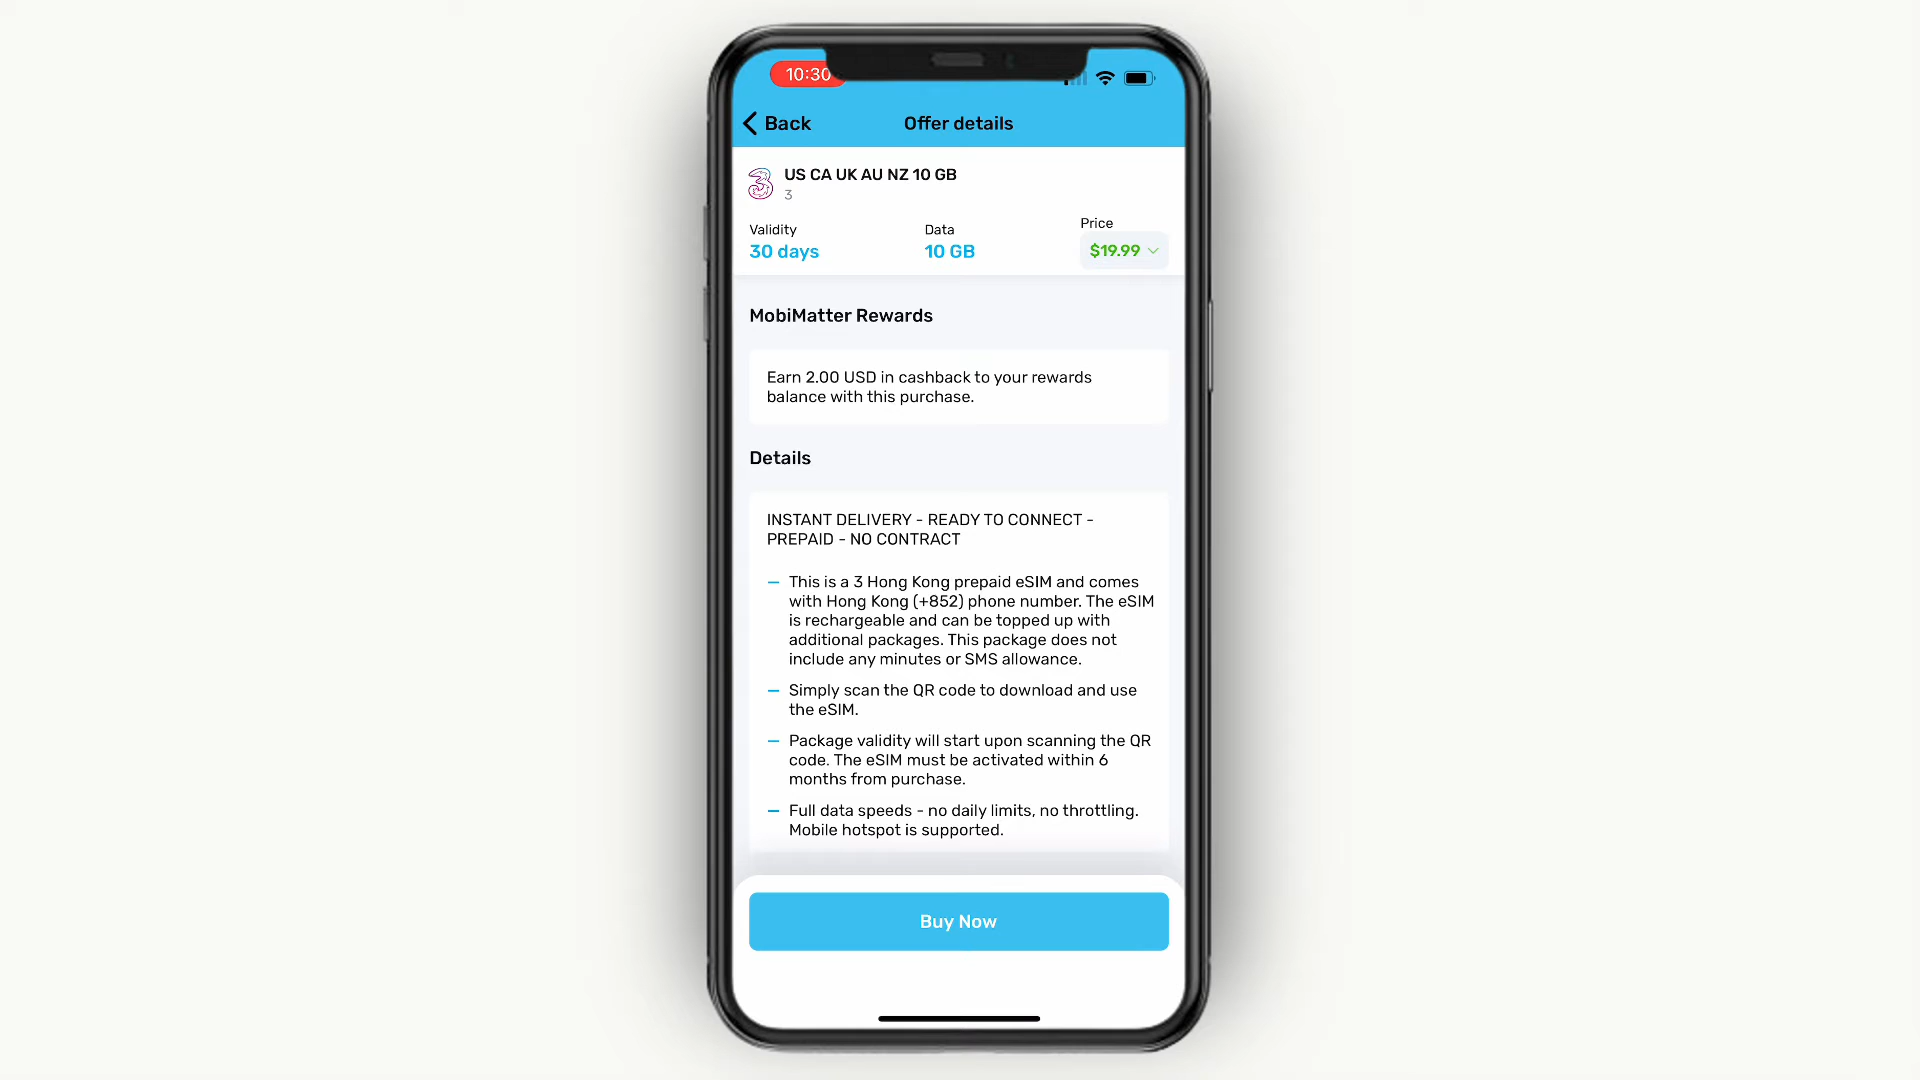 10:30
Back
Offer details
US CA UK AU NZ 10 GB
3
Validity
Data
Price
30 days
10 GB
$19.99
MobiMatter Rewards
Earn 2.00 USD in cashback to your rewards
balance with this purchase.
Details
INSTANT DELIVERY - READY TO CONNECT -
PREPAID - NO CONTRACT
This is a 3 Hong Kong prepaid eSIM and comes
with Hong Kong (+852) phone number. The eSIM
is rechargeable and can be topped up with
additional packages. This package does not
include any minutes or SMS allowance.
Simply scan the QR code to download and use
the eSIM.
Package validity will start upon scanning the QR
code. The eSIM must be activated within 6
months from purchase.
Full data speeds - no daily limits, no throttling.
Mobile hotspot is supported.
Buy Now